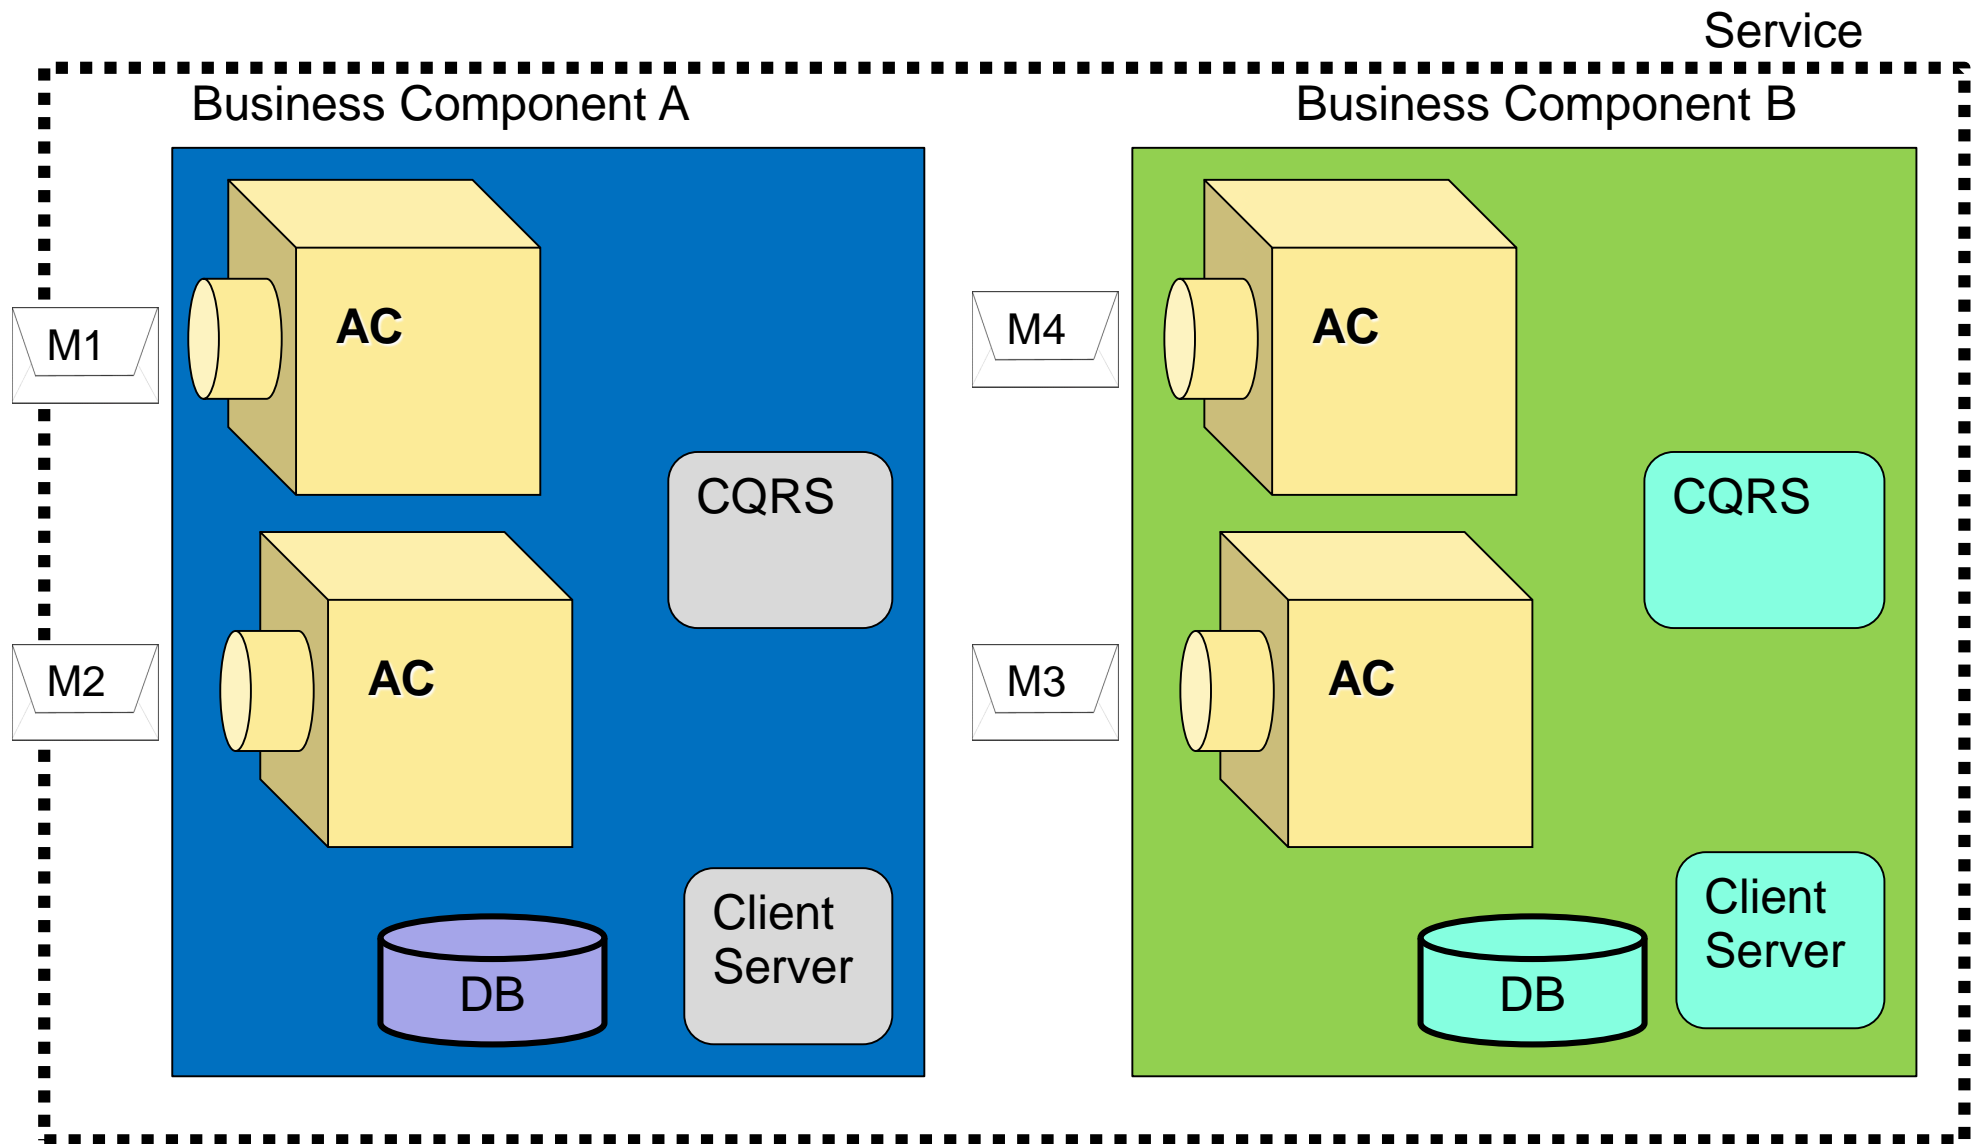 Service
Business Component A
Business Component B
M1
AC
M4
AC
CQRS
CQRS
M2
AC
M3
AC
Client
Server
DB
Client
Server
DB